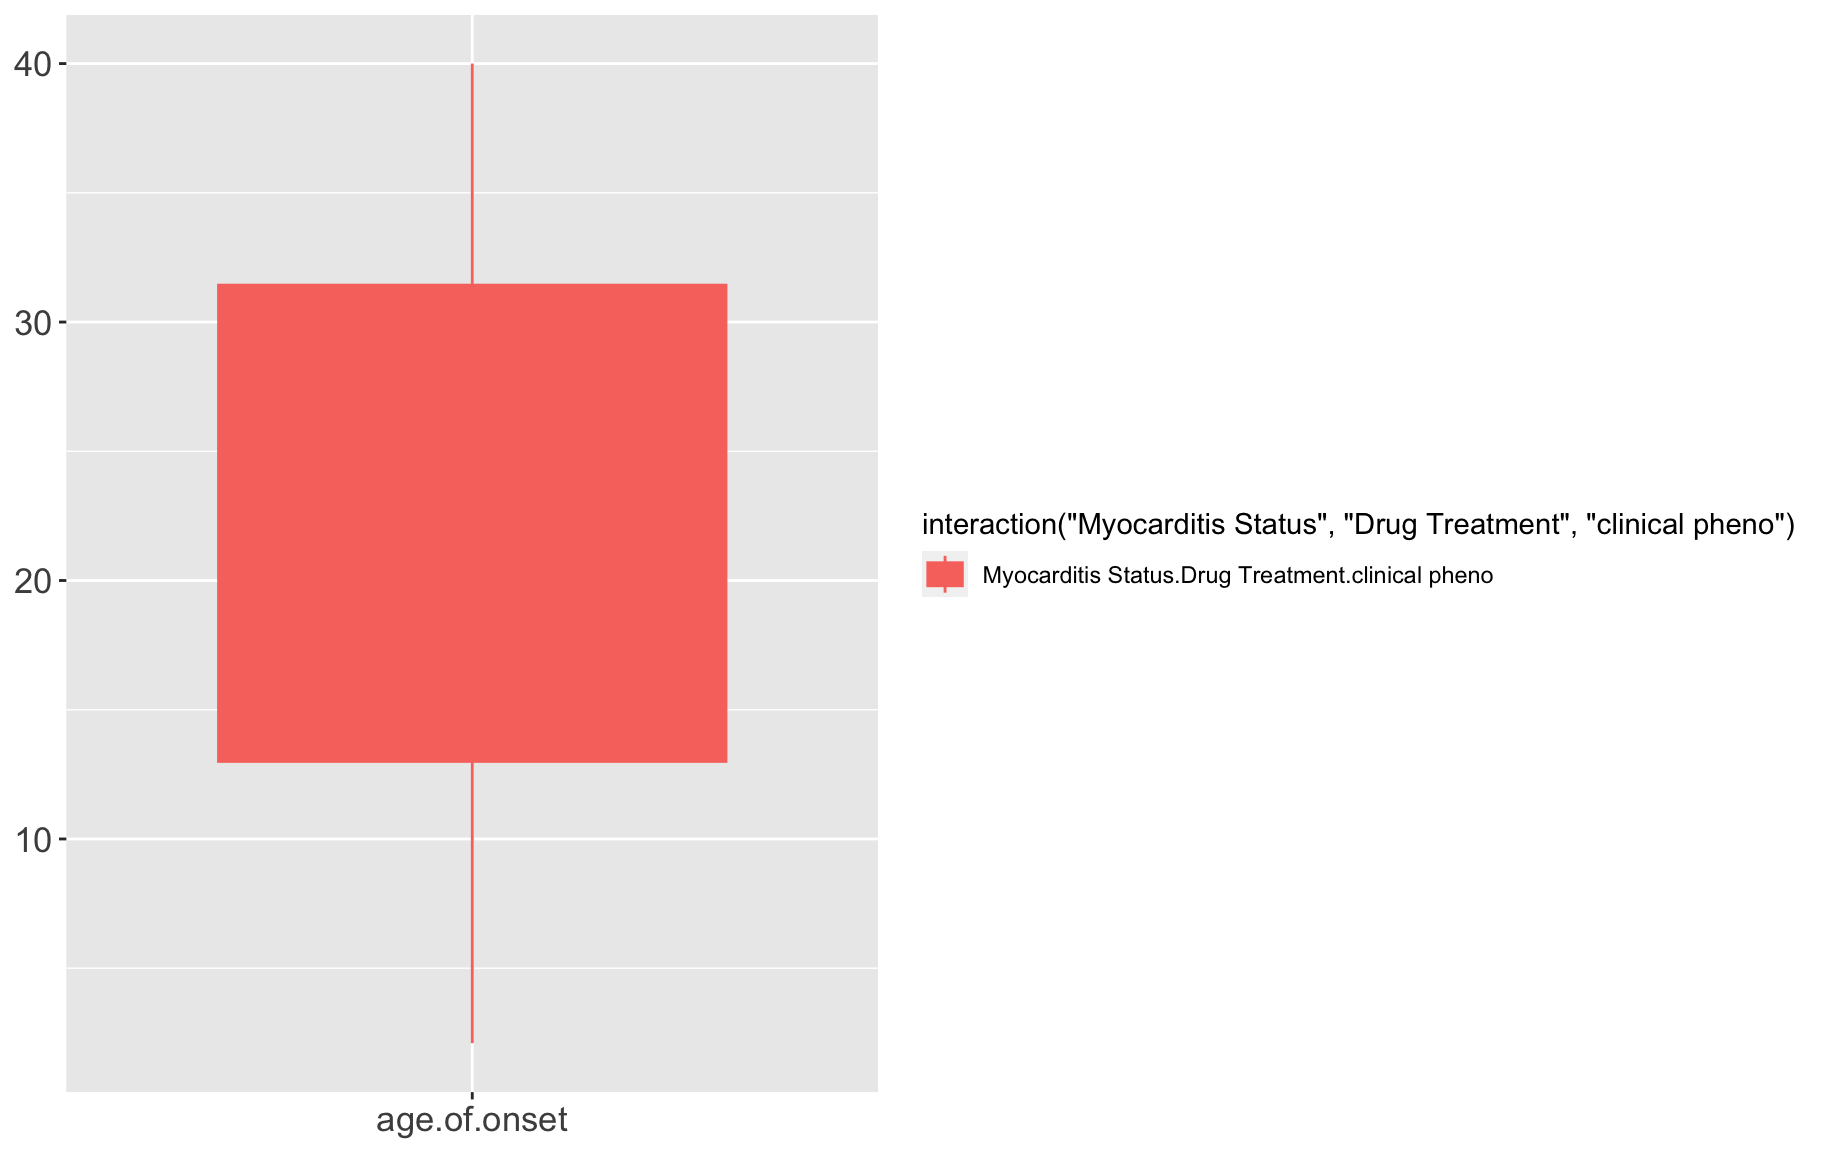 40
30
20
10
age.of.onset
interaction("Myocarditis Status", "Drug Treatment", "clinical pheno")
Myocarditis Status.Drug Treatment.clinical pheno